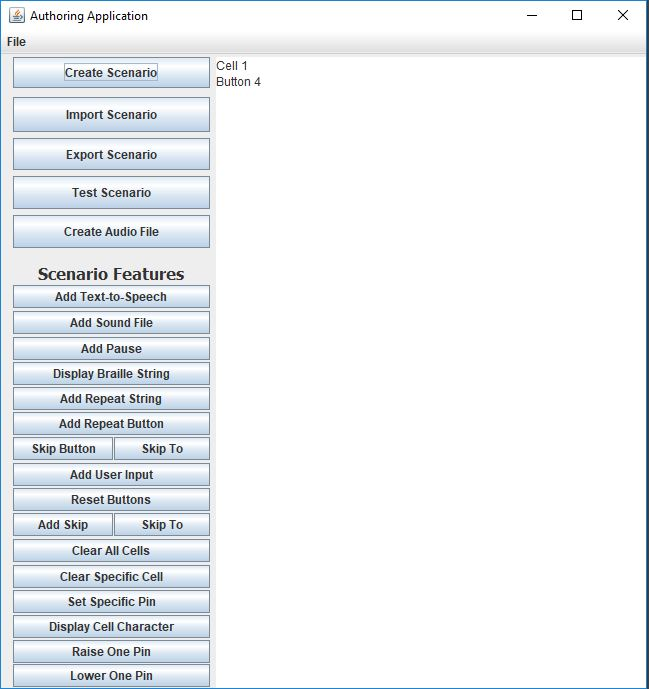 Authoring Application
File
Create Scenario
Import Scenario
Export Scenario
Test Scenario
Create Audio File
Scenario Features
Add Text-to-Speech
Add Sound File
Add Pause
Display Braille String
Add Repeat String
Add Repeat Button
Skip Button Skip To
Add User Input
Reset Buttons
Add Skip Skip To
Clear All Cells
Clear Specific Cell
Set Specific Pin
Display Cell Character
Raise One Pin
Lower One Pin
Cell 1
Button 4